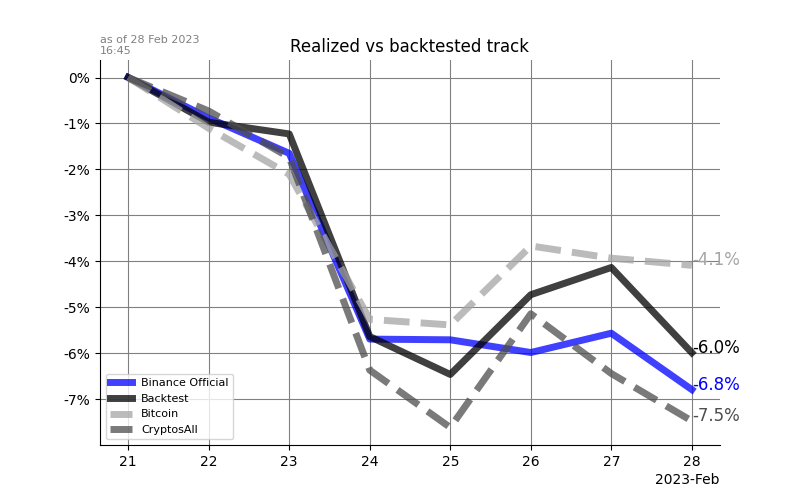 as of 28 Feb 2023
16:45
Realized vs backtested track
0%
-1%
-2%
-3%
-4%
-5%
-6%
-7%
-4.1%
-6.0%
-6.8%
-7.5%
Binance Official
Backtest
Bitcoin
CryptosAll
21 22 23 24 25 26 27 28
2023-Feb